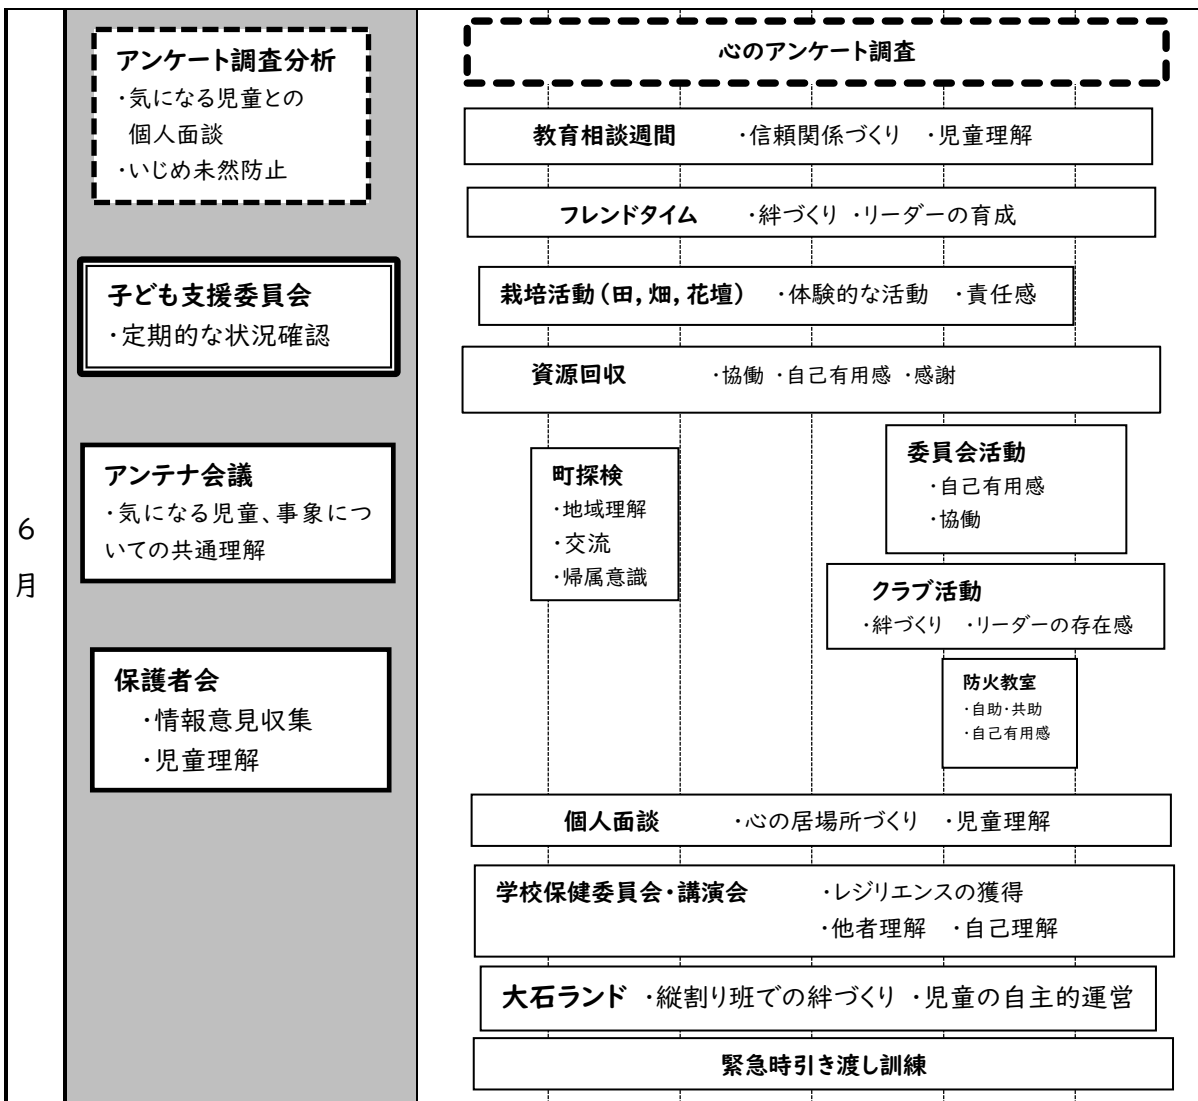 6
月
アンケート調査分析
・気になる児童との
個人面談
・いじめ未然防止
子ども支援委員会
・定期的な状況確認
アンテナ会議
・気になる児童、事象につ
いての共通理解
保護者会
・情報意見収集
・児童理解
心のアンケート調査
教育相談週間 ・信頼関係づくり ・児童理解
フレンドタイム ・絆づくり ・リーダーの育成
栽培活動(田,畑,花壇) ・体験的な活動 ・責任感
資源回収 ・協働 ・自己有用感 ・感謝
町探検
・地域理解
・交流
・帰属意識
委員会活動
・自己有用感
・協働
クラブ活動
・絆づくり ・リーダーの存在感
防火教室
・自助・共助
・自己有用感
個人面談 ・心の居場所づくり ・児童理解
学校保健委員会・講演会 ・レジリエンスの獲得
・他者理解 ・自己理解
大石ランド ・縦割り班での絆づくり ・児童の自主的運営
緊急時引き渡し訓練